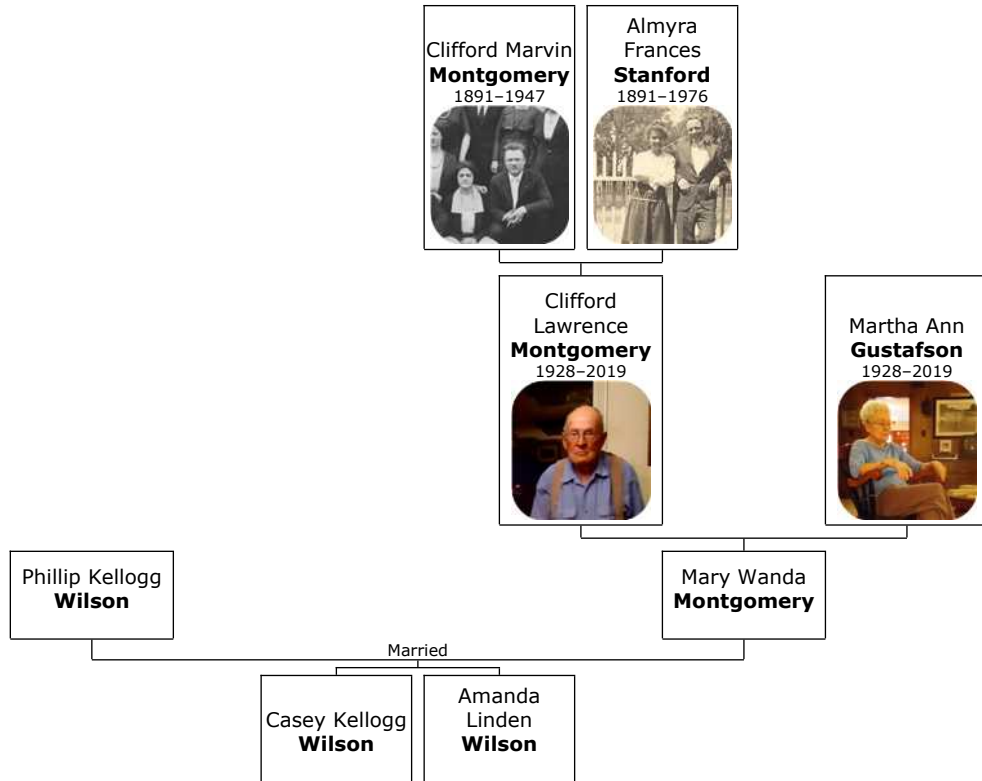 Clifford Marvin
Montgomery
1891–1947
Almyra
Frances
Stanford
1891–1976
Clifford
Lawrence
Montgomery
1928–2019
Martha Ann
Gustafson
1928–2019
Phillip Kellogg
Wilson
Mary Wanda
Montgomery
Married
Casey Kellogg
Wilson
Amanda
Linden
Wilson